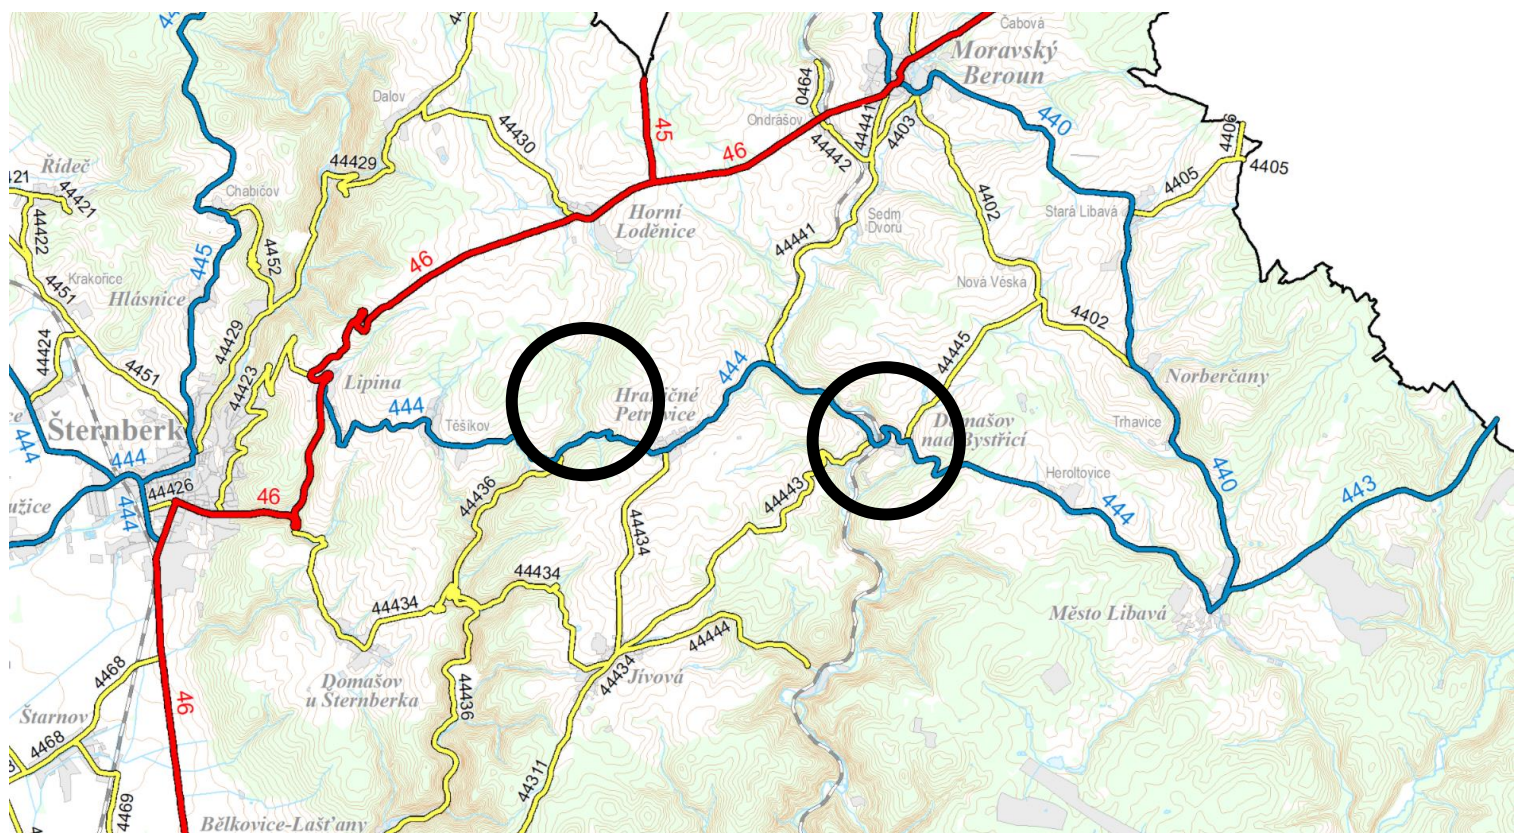 Čabová
Moravský
Beroun
Dalov
0464
Ondrášov
440
45
46
44441
4403
44442
4406
4405
4405
44430
44429
Řídeč
421
44421
44422
Chabičov
Horní
Loděnice
Sedm
Dvorů
4402
Stará Libavá
445
4452
46
44441
Krakořice
4451
Hlásnice
Nová Véska
44424
4451
44429
44423
4402
44445
Lipina
444
Hraničné
Petrovice
444
Norberčany
Těšíkov
Domašov
nad Bystřicí
Trhavice
Šternberk
444
444
444
44426
46
užice
44436
44434
44443
Heroltovice
444
440
443
44434
44434
Město Libavá
44444
Jívová
44434
Domašov
u Šternberka
44436
4468
46
Štarnov
4468
4469
44311
Bělkovice-Lašťany